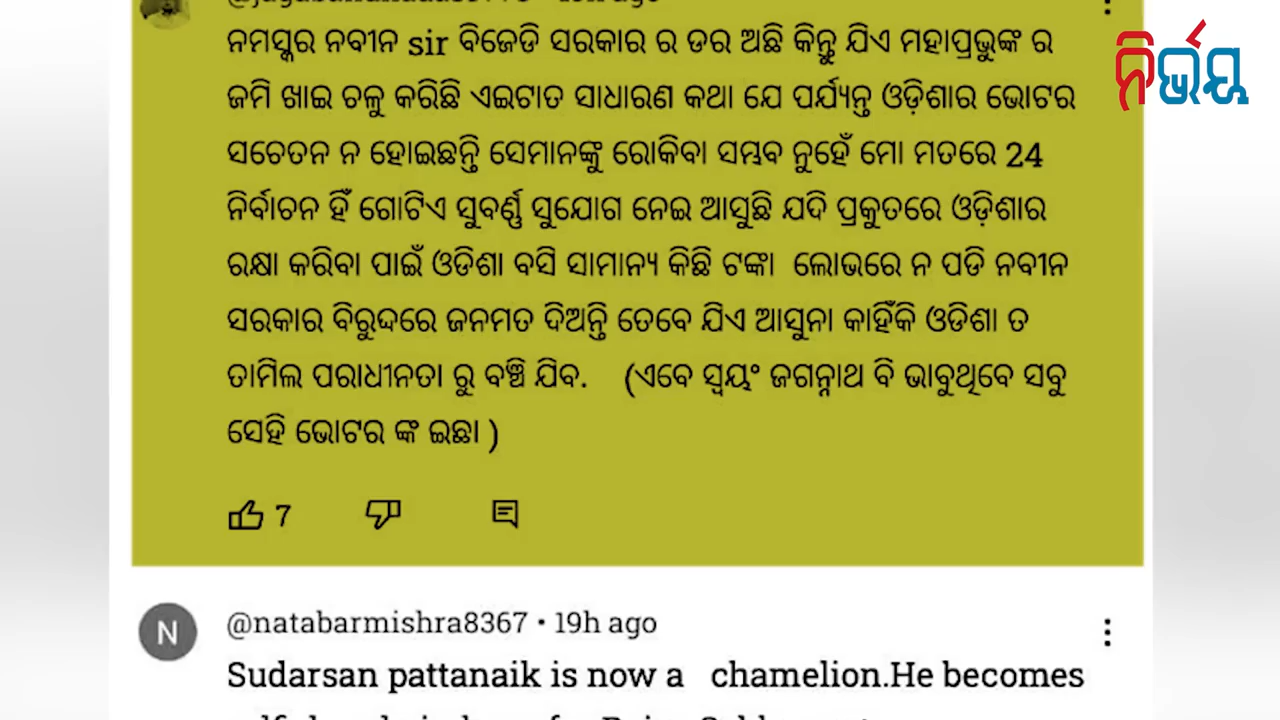 ନିର୍ଭୟ
ନମସ୍କର ନବୀନ sir ବିଜେଡି ସରକାର ର ଡର ଅଛି କିନ୍ତୁ ଯିଏ ମହାପ୍ରଭୁଙ୍କ ର
ଜମି ଖାଇ ଚଳୁ କରିଛି ଏଇଟାତ ସାଧାରଣ କଥା ଯେ ପର୍ଯ୍ୟନ୍ତ ଓଡ଼ିଶାର ଭୋଟର
ସଚେତନ ନ ହୋଇଛନ୍ତି ସେମାନଙ୍କୁ ରୋକିବା ସମ୍ଭବ ନୁହେଁ ମୋ ମତରେ 24
ନିର୍ବାଚନ ହିଁ ଗୋଟିଏ ସୁବର୍ଣ୍ଣ ସୁଯୋଗ ନେଇ ଆସୁଛି ଯଦି ପ୍ରକୁତରେ ଓଡ଼ିଶାର
ରକ୍ଷା କରିବା ପାଇଁ ଓଡିଶା ବସି ସାମାନ୍ୟ କିଛି ଟଙ୍କା ଲୋଭରେ ନ ପଡି ନବୀନ
ସରକାର ବିରୁଦ୍ଦରେ ଜନମତ ଦିଅନ୍ତି ତେବେ ଯିଏ ଆସୁନା କାହିଁକି ଓଡିଶା ତ
ତାମିଲ ପରାଧୀନତା ରୁ ବଞ୍ଚି ଯିବ. (ଏବେ ସ୍ୱୟଂ ଜଗନ୍ନାଥ ବି ଭାବୁଥିବେ ସବୁ
ସେହି ଭୋଟର ଙ୍କ ଇଛା )
7
N
@natabarmishra8367 • 19h ago
Sudarsan pattanaik is now a chamelion.He becomes